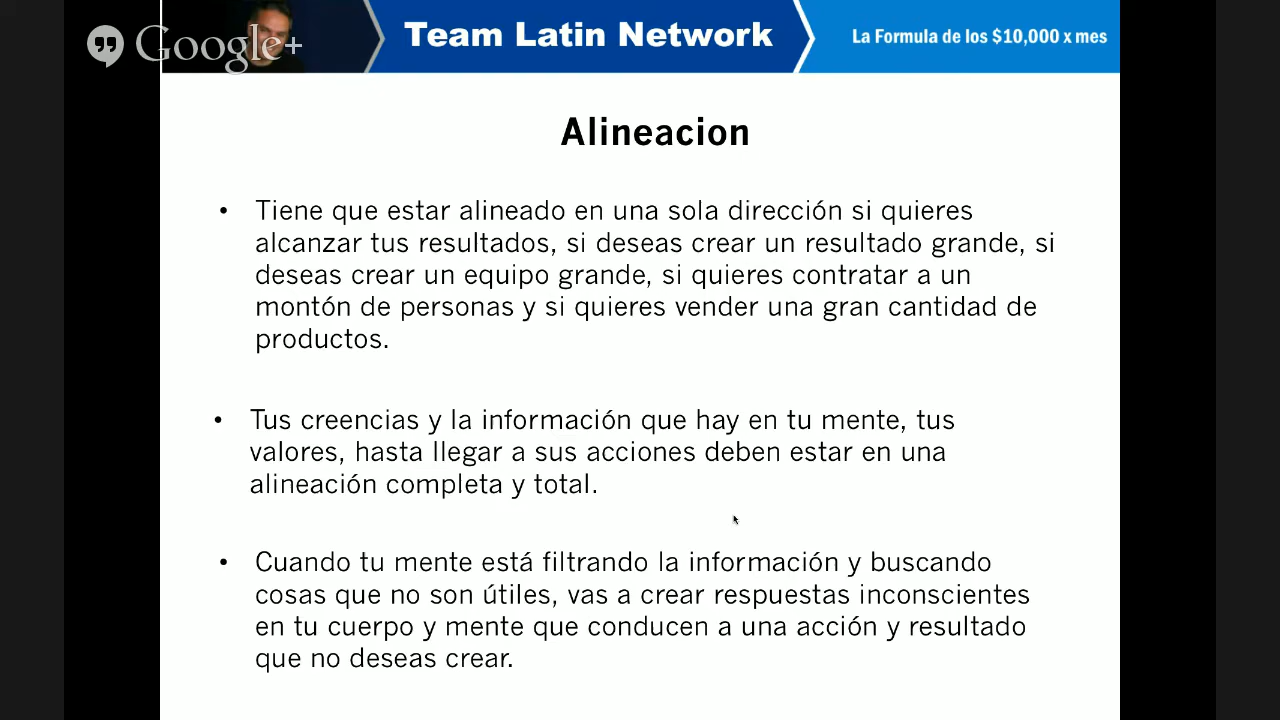 Google+
Team Latin Network
La Formula de los $10,000 x mes
Alineacion
• Tiene que estar alineado en una sola dirección si quieres
alcanzar tus resultados, si deseas crear un resultado grande, si
deseas crear un equipo grande, si quieres contratar a un
montón de personas y si quieres vender una gran cantidad de
productos.
• Tus creencias y la información que hay en tu mente, tus
valores, hasta llegar a sus acciones deben estar en una
alineación completa y total.
• Cuando tu mente está filtrando la información y buscando
cosas que no son útiles, vas a crear respuestas inconscientes
en tu cuerpo y mente que conducen a una acción y resultado
que no deseas crear.